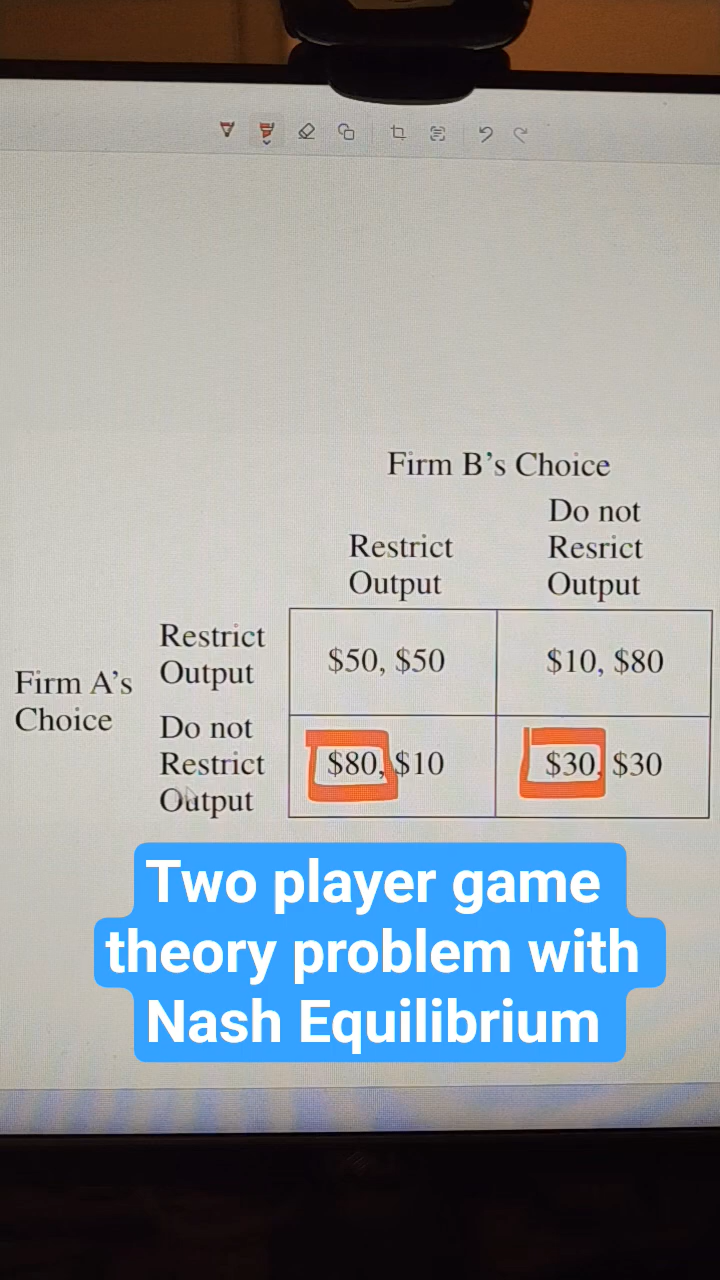 Firm B's Choice
Do not
Restrict Resrict
Output Output
Restrict
Output $50, $50 $10, $80
Firm A's
Choice Do not
Restrict $80, $10 $30, $30
Output
Two player game
theory problem with
Nash Equilibrium